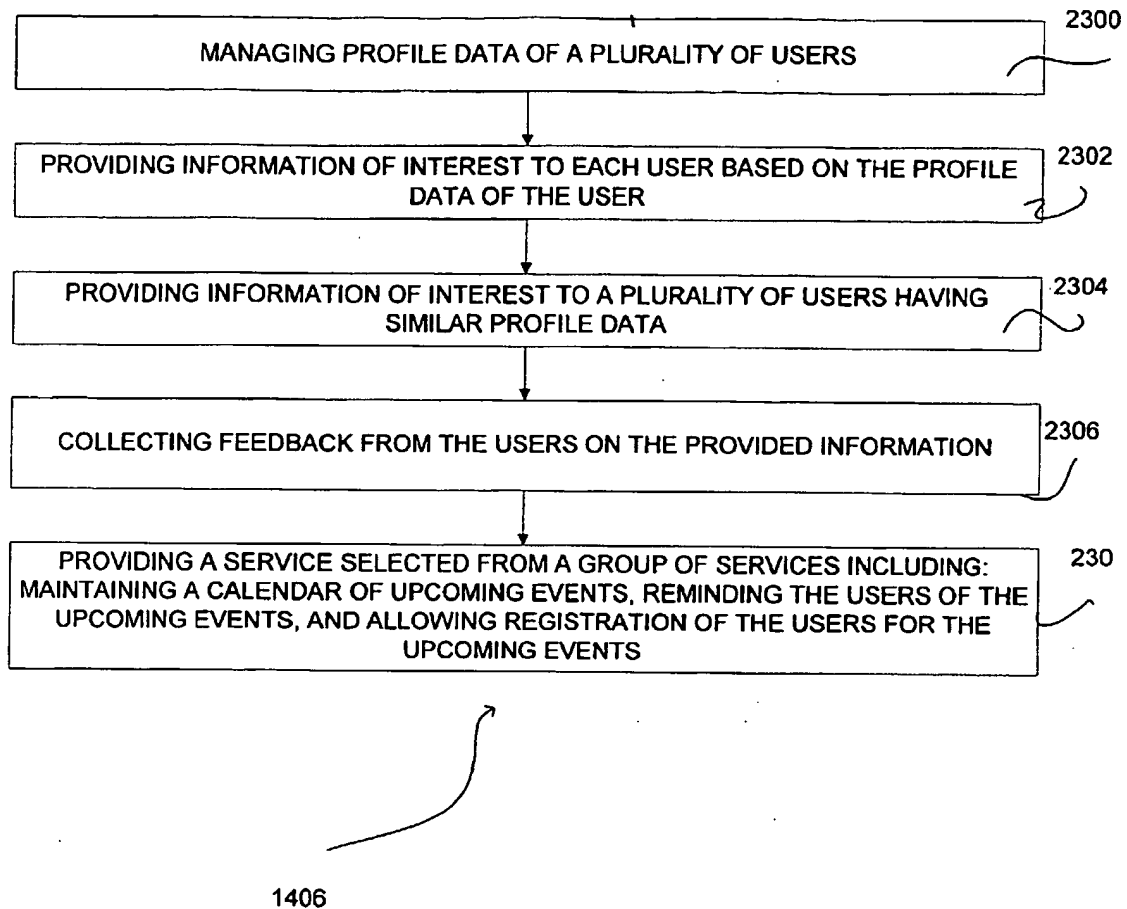 2300
MANAGING PROFILE DATA OF A PLURALITY OF USERS
2302
PROVIDING INFORMATION OF INTEREST TO EACH USER BASED ON THE PROFILE
DATA OF THE USER
2304
PROVIDING INFORMATION OF INTEREST TO A PLURALITY OF USERS HAVING
SIMILAR PROFILE DATA
2306
COLLECTING FEEDBACK FROM THE USERS ON THE PROVIDED INFORMATION
230
PROVIDING A SERVICE SELECTED FROM A GROUP OF SERVICES INCLUDING:
MAINTAINING A CALENDAR OF UPCOMING EVENTS, REMINDING THE USERS OF THE
UPCOMING EVENTS, AND ALLOWING REGISTRATION OF THE USERS FOR THE
UPCOMING EVENTS
1406